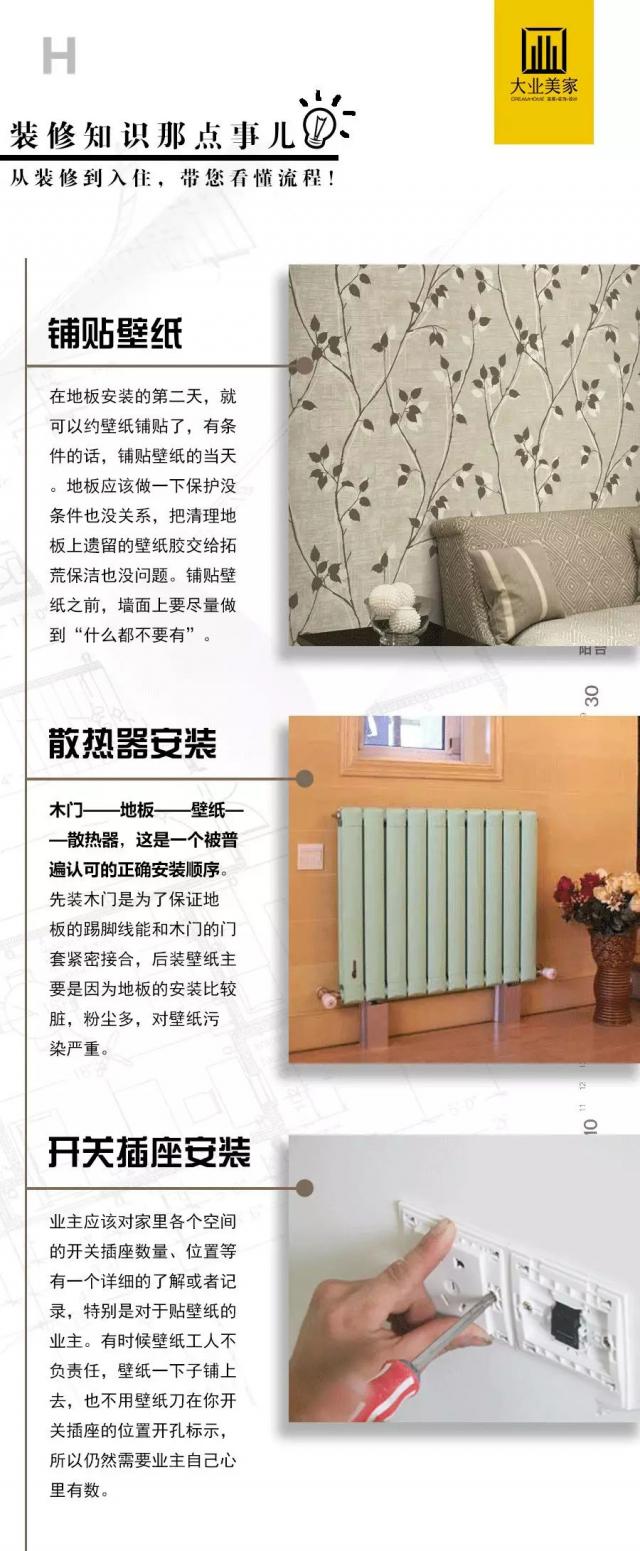 H
大业美家
装修知识那点事儿
从装修到入住，带您看懂流程！
铺贴壁纸
在地板安装的第二天，就
可以约壁纸铺贴了，有条
件的话，铺贴壁纸的当天
。地板应该做一下保护没
条件也没关系，把清理地
板上遗留的壁纸胶交给拓
荒保洁也没问题。铺贴壁
纸之前，墙面上要尽量做
到“什么都不要有”。
阳台
30
散热器安装
木门——地板——壁纸—
—散热器，这是一个被普
遍认可的正确安装顺序。
先装木门是为了保证地
板的踢脚线能和木门的门
套紧密接合，后装壁纸主
要是因为地板的安装比较
脏，粉尘多，对壁纸污
染严重。
11 12
10
开关插座安装
业主应该对家里各个空间
的开关插座数量、位置等
有一个详细的了解或者记
录，特别是对于贴壁纸的
业主。有时候壁纸工人不
负责任，壁纸一下子铺上
去，也不用壁纸刀在你开
关插座的位置开孔标示，
所以仍然需要业主自己心
里有数。